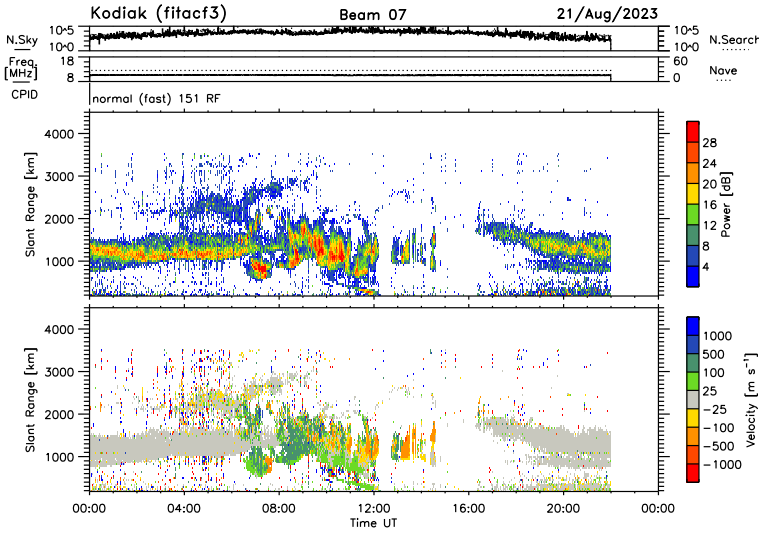 Kodiak (fitacf3) Beam 07 21/Aug/2023
N.Sky 10^5 10^0 10^5 10^0 N.Search
Freq. [MHz] 18 8 60 0 Nave
CPID normal (fast) 151 RF
Slant Range [km] 4000 3000 2000 1000
Power [dB] 28 24 20 16 12 8 4
Slant Range [km] 4000 3000 2000 1000
Velocity [m s⁻¹] 1000 500 100 25 −25 −100 −500 −1000
00:00 04:00 08:00 12:00 16:00 20:00 00:00
Time UT